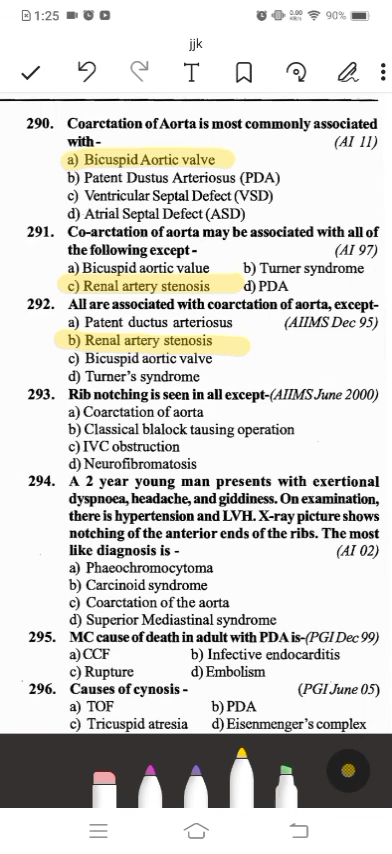 1:25
0.00 KB/s
90%
jjk
T
290. Coarctation of Aorta is most commonly associated
with- (AI 11)
a) Bicuspid Aortic valve
b) Patent Dustus Arteriosus (PDA)
c) Ventricular Septal Defect (VSD)
d) Atrial Septal Defect (ASD)
291. Co-arctation of aorta may be associated with all of
the following except - (AI 97)
a) Bicuspid aortic value b) Turner syndrome
c) Renal artery stenosis d) PDA
292. All are associated with coarctation of aorta, except-
a) Patent ductus arteriosus (AIIMS Dec 95)
b) Renal artery stenosis
c) Bicuspid aortic valve
d) Turner's syndrome
293. Rib notching is seen in all except-(AIIMS June 2000)
a) Coarctation of aorta
b) Classical blalock tausing operation
c) IVC obstruction
d) Neurofibromatosis
294. A 2 year young man presents with exertional
dyspnoea, headache, and giddiness. On examination,
there is hypertension and LVH. X-ray picture shows
notching of the anterior ends of the ribs. The most
like diagnosis is - (AI 02)
a) Phaeochromocytoma
b) Carcinoid syndrome
c) Coarctation of the aorta
d) Superior Mediastinal syndrome
295. MC cause of death in adult with PDA is-(PGI Dec 99)
a) CCF b) Infective endocarditis
c) Rupture d) Embolism
296. Causes of cynosis - (PGI June 05)
a) TOF b) PDA
c) Tricuspid atresia d) Eisenmenger's complex